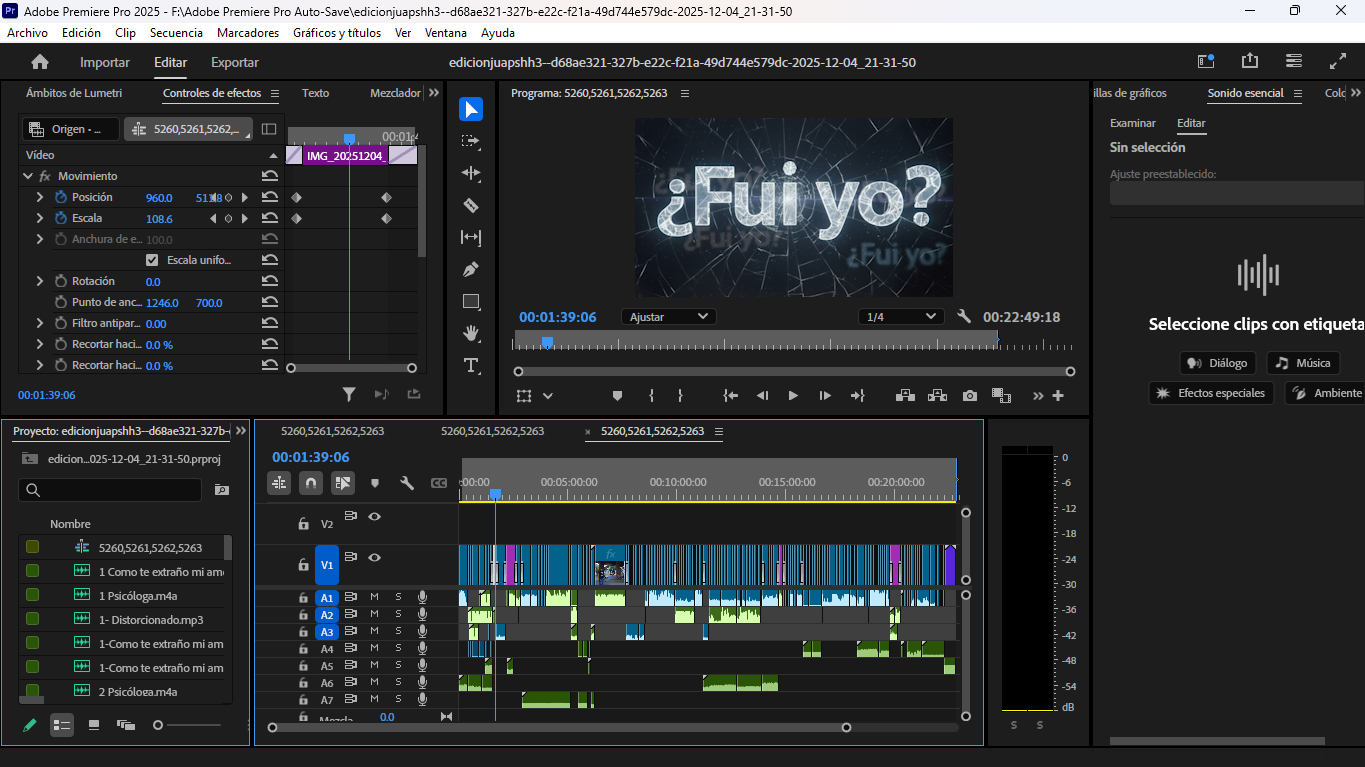 Adobe Premiere Pro 2025 - F:\Adobe Premiere Pro Auto-Save\edicionjuapshh3--d68ae321-327b-e22c-f21a-49d744e579dc-2025-12-04_21-31-50
Archivo Edición Clip Secuencia Marcadores Gráficos y títulos Ver Ventana Ayuda
Importar Editar Exportar edicionjuapshh3--d68ae321-327b-e22c-f21a-49d744e579dc-2025-12-04_21-31-50
Ámbitos de Lumetri Controles de efectos Texto Mezclador
Origen - ... 5260,5261,5262,... 00:01:
Vídeo IMG_20251204_
fx Movimiento
Posición 960.0
Escala 108.6
Anchura de e... 100.0
Escala unifo...
Rotación 0.0
Punto de anc... 1246.0 700.0
Filtro antipar... 0.00
Recortar haci... 0.0 %
Recortar haci... 0.0 %
00:01:39:06
Programa: 5260,5261,5262,5263
¿Fui yo?
¿Fui yo?
¿Fui yo?
00:01:39:06 Ajustar 1/4 00:22:49:18
illas de gráficos Sonido esencial Colo
Examinar Editar
Sin selección
Ajuste preestablecido:
Seleccione clips con etiqueta
Diálogo Música
Efectos especiales Ambiente
Proyecto: edicionjuapshh3--d68ae321-327b-
edicion...025-12-04_21-31-50.prproj
Nombre
5260,5261,5262,5263
1 Como te extraño mi am
1 Psicóloga.m4a
1- Distorcionado.mp3
1-Como te extraño mi am
1-Como te extraño mi am
2 Psicóloga.m4a
5260,5261,5262,5263 5260,5261,5262,5263 5260,5261,5262,5263
00:01:39:06
:00:00 00:05:00:00 00:10:00:00 00:15:00:00 00:20:00:00
V2
V1 fx
A1 M S
A2 M S
A3 M S
A4 M S
A5 M S
A6 M S
A7 M S
Mezcla 0.0
0
-6
-12
-18
-24
-30
-36
-42
-48
-54
dB
S S